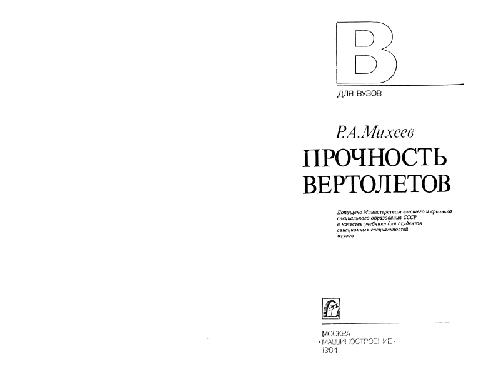 В
ДЛЯ ВУЗОВ
Р.А.Михеев
ПРОЧНОСТЬ
ВЕРТОЛЕТОВ
Допущено Министерством высшего и среднего
специального образования СССР
в качестве учебника для студентов
авиационных специальностей
вузов
МОСКВА
«МАШИНОСТРОЕНИЕ»
1984